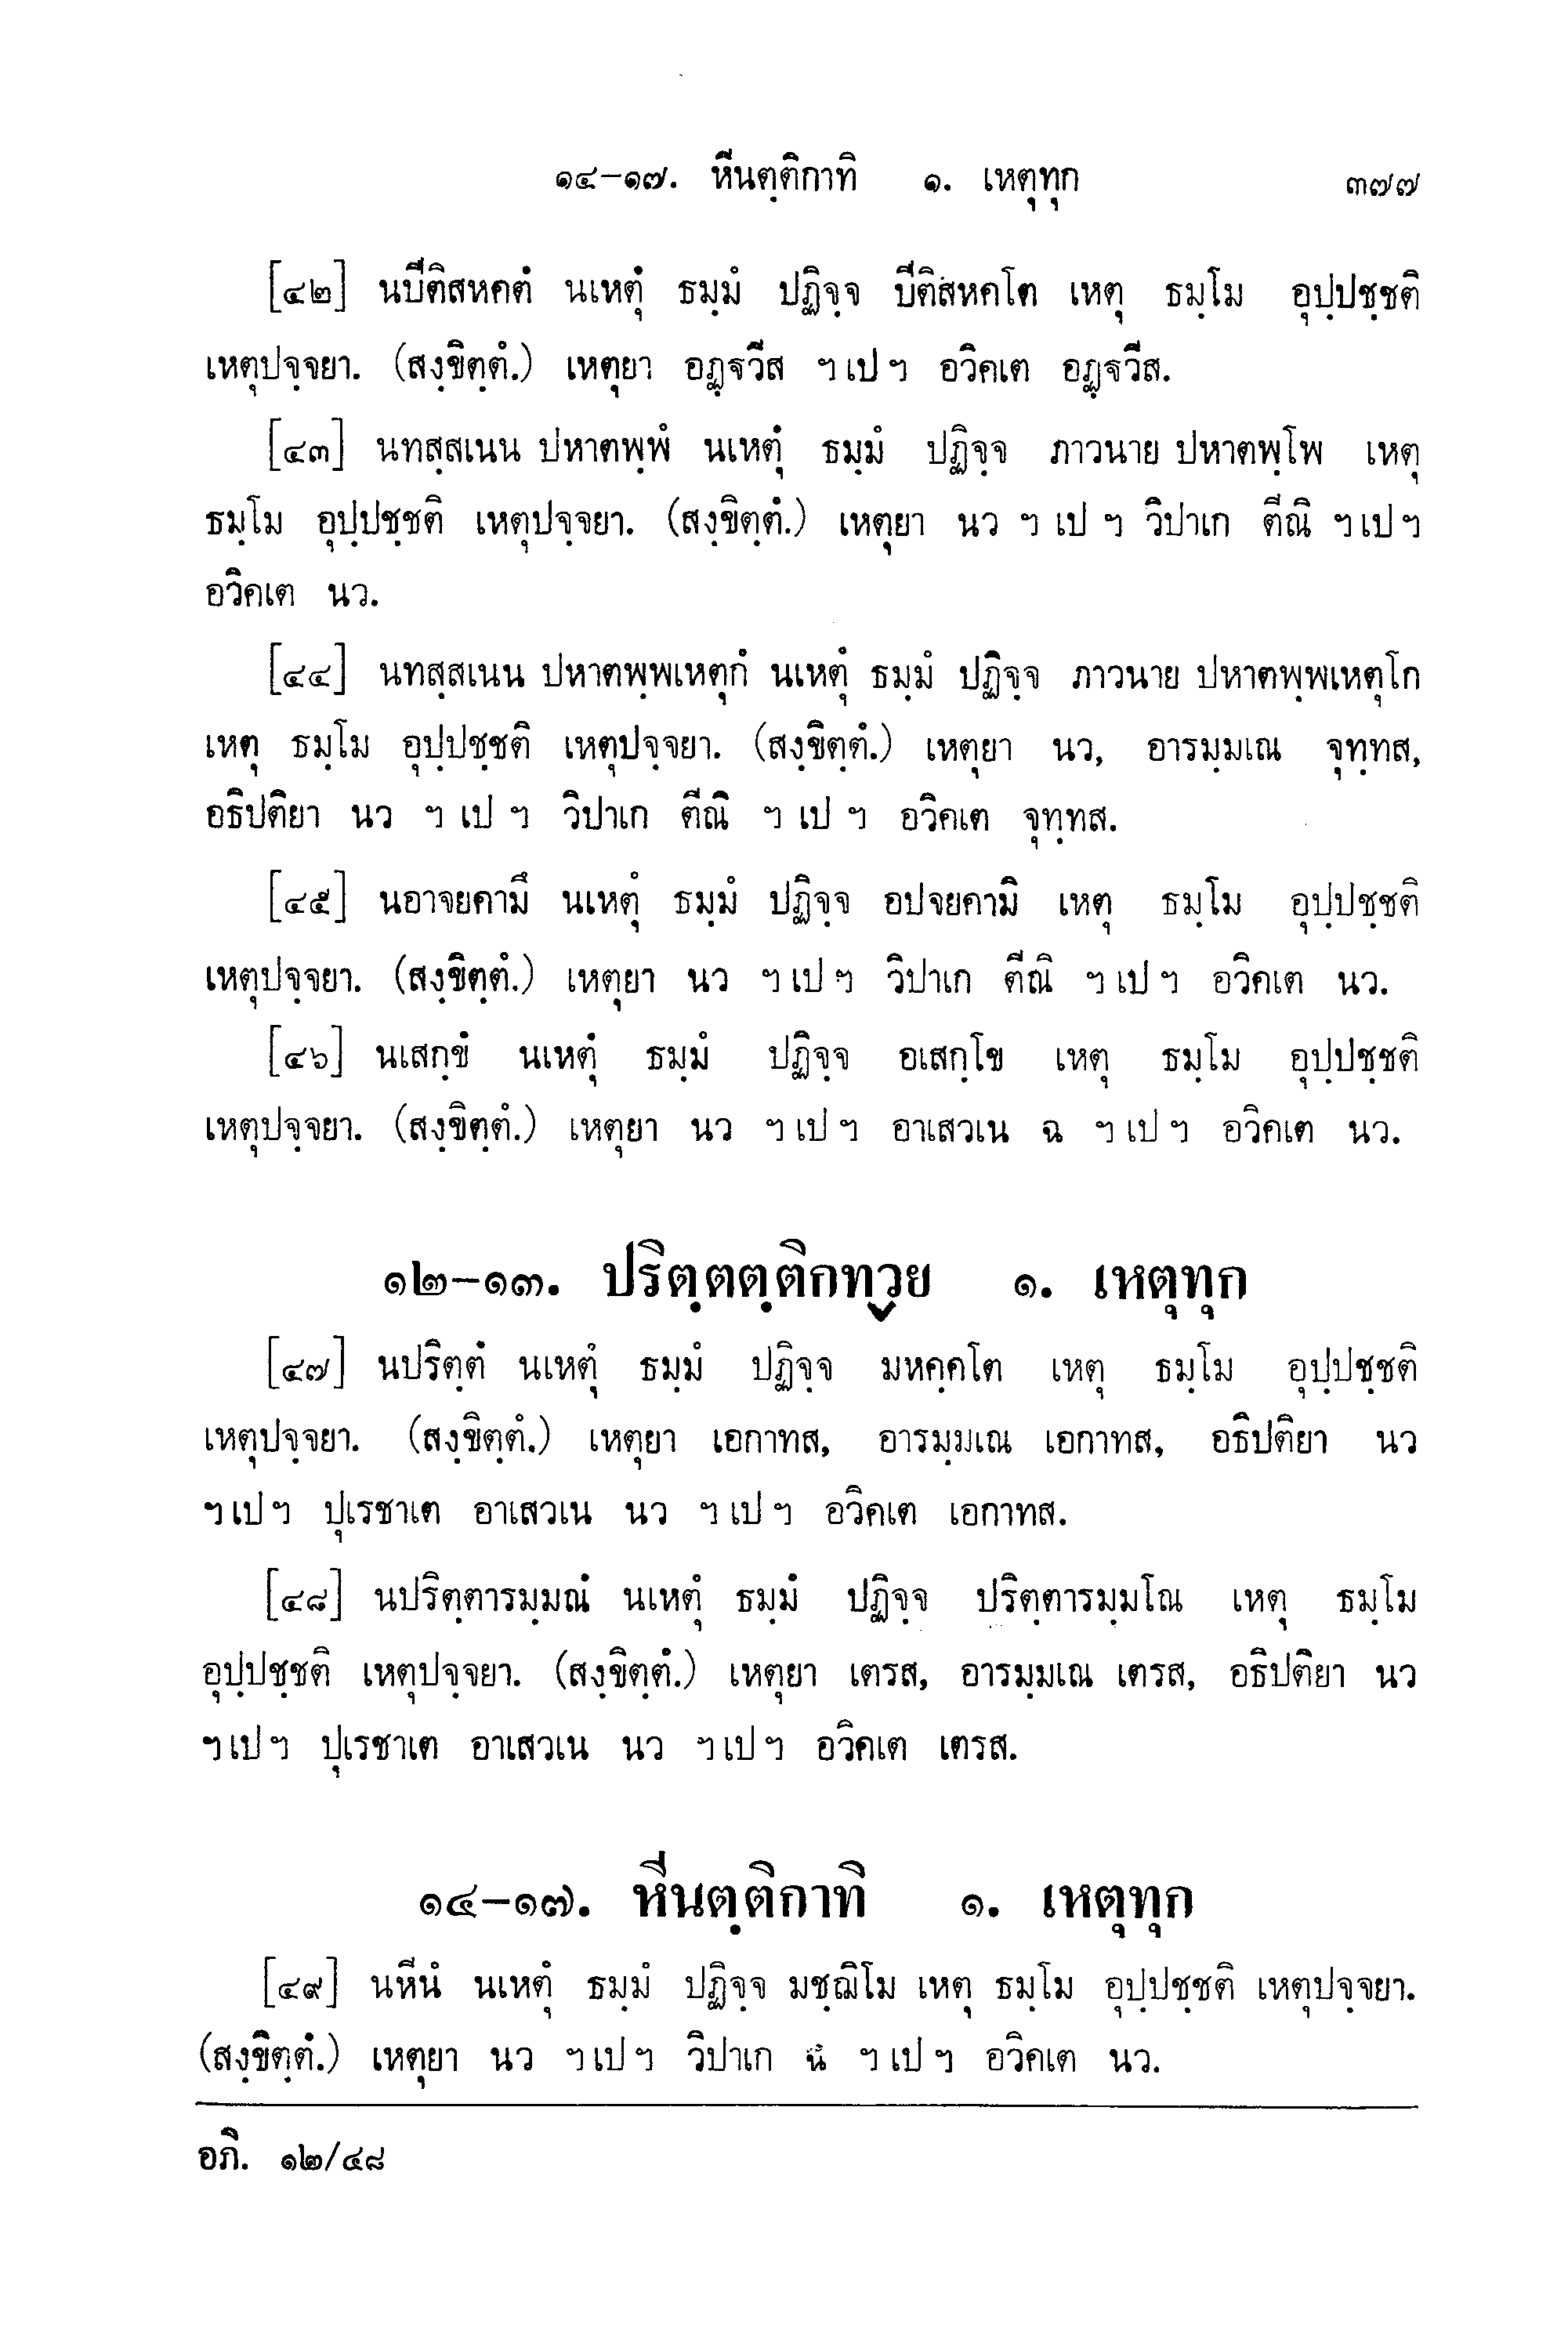 ๑๔-๑๗. หีนตฺติกาทิ ๑. เหตุทุก ๓๗๗
[๔๒] นปีติสหคตํ นเหตุํ ธมฺมํ ปฏิจฺจ ปีติสหคโต เหตุ ธมฺโม อุปฺปชฺชติ
เหตุปจฺจยา. (สงฺขิตฺตํ.) เหตุยา อฏฺฐวีส ฯ เป ฯ อวิคเต อฏฺฐวีส.
[๔๓] นทสฺสเนน ปหาตพฺพํ นเหตุํ ธมฺมํ ปฏิจฺจ ภาวนาย ปหาตพฺโพ เหตุ
ธมฺโม อุปฺปชฺชติ เหตุปจฺจยา. (สงฺขิตฺตํ.) เหตุยา นว ฯ เป ฯ วิปาเก ตีณิ ฯ เป ฯ
อวิคเต นว.
[๔๔] นทสฺสเนน ปหาตพฺพเหตุกํ นเหตุํ ธมฺมํ ปฏิจฺจ ภาวนาย ปหาตพฺพเหตุโก
เหตุ ธมฺโม อุปฺปชฺชติ เหตุปจฺจยา. (สงฺขิตฺตํ.) เหตุยา นว, อารมฺมเณ จุทฺทส,
อธิปติยา นว ฯ เป ฯ วิปาเก ตีณิ ฯ เป ฯ อวิคเต จุทฺทส.
[๔๕] นอาจยคามึ นเหตุํ ธมฺมํ ปฏิจฺจ อปจยคามิ เหตุ ธมฺโม อุปฺปชฺชติ
เหตุปจฺจยา. (สงฺขิตฺตํ.) เหตุยา นว ฯ เป ฯ วิปาเก ตีณิ ฯ เป ฯ อวิคเต นว.
[๔๖] นเสกฺขํ นเหตุํ ธมฺมํ ปฏิจฺจ อเสกฺโข เหตุ ธมฺโม อุปฺปชฺชติ
เหตุปจฺจยา. (สงฺขิตฺตํ.) เหตุยา นว ฯ เป ฯ อาเสวเน ฉ ฯ เป ฯ อวิคเต นว.
๑๒-๑๓. ปริตฺตตฺติกทฺวย ๑. เหตุทุก
[๔๗] นปริตฺตํ นเหตุํ ธมฺมํ ปฏิจฺจ มหคฺคโต เหตุ ธมฺโม อุปฺปชฺชติ
เหตุปจฺจยา. (สงฺขิตฺตํ.) เหตุยา เอกาทส, อารมฺมเณ เอกาทส, อธิปติยา นว
ฯ เป ฯ ปุเรชาเต อาเสวเน นว ฯ เป ฯ อวิคเต เอกาทส.
[๔๘] นปริตฺตารมฺมณํ นเหตุํ ธมฺมํ ปฏิจฺจ ปริตฺตารมฺมโณ เหตุ ธมฺโม
อุปฺปชฺชติ เหตุปจฺจยา. (สงฺขิตฺตํ.) เหตุยา เตรส, อารมฺมเณ เตรส, อธิปติยา นว
ฯ เป ฯ ปุเรชาเต อาเสวเน นว ฯ เป ฯ อวิคเต เตรส.
๑๔-๑๗. หีนตฺติกาทิ ๑. เหตุทุก
[๔๙] นหีนํ นเหตุํ ธมฺมํ ปฏิจฺจ มชฺฌิโม เหตุ ธมฺโม อุปฺปชฺชติ เหตุปจฺจยา.
(สงฺขิตฺตํ.) เหตุยา นว ฯ เป ฯ วิปาเก ฉ ฯ เป ฯ อวิคเต นว.
อภิ. ๑๒/๔๘